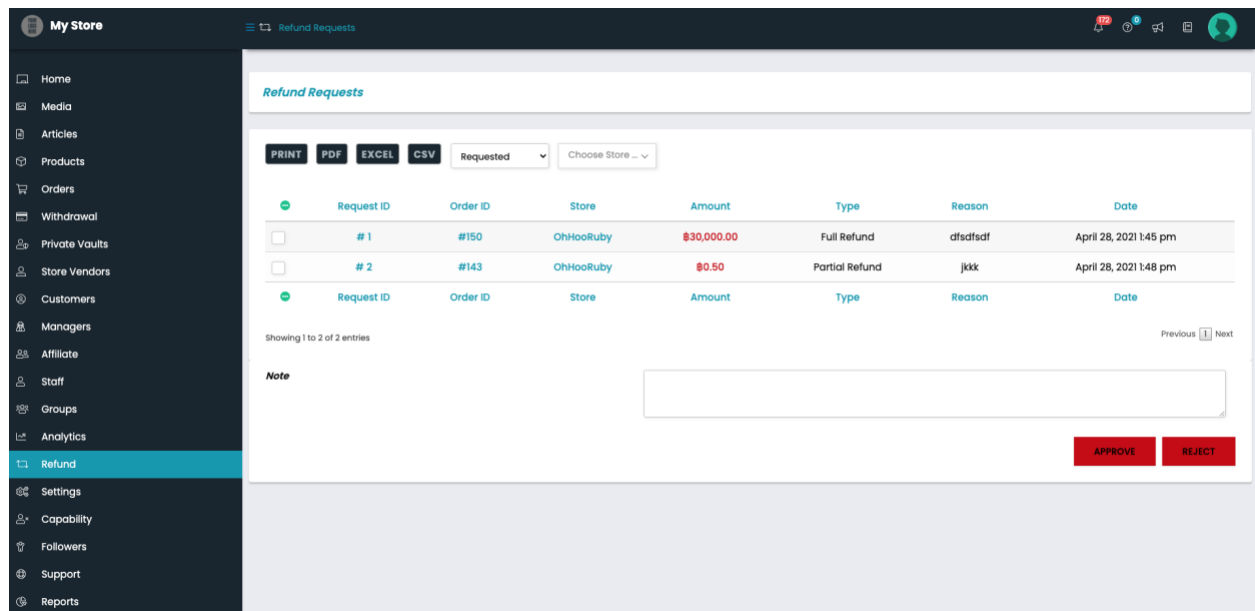 My Store
Refund Requests
172
0
Home
Media
Articles
Products
Orders
Withdrawal
Private Vaults
Store Vendors
Customers
Managers
Affiliate
Staff
Groups
Analytics
Refund
Settings
Capability
Followers
Support
Reports
Refund Requests
PRINT PDF EXCEL CSV Requested Choose Store ...
Request ID Order ID Store Amount Type Reason Date
# 1 #150 OhHooRuby ฿30,000.00 Full Refund dfsdfsdf April 28, 2021 1:45 pm
# 2 #143 OhHooRuby ฿0.50 Partial Refund jkkk April 28, 2021 1:48 pm
Request ID Order ID Store Amount Type Reason Date
Showing 1 to 2 of 2 entries
Previous 1 Next
Note
APPROVE REJECT